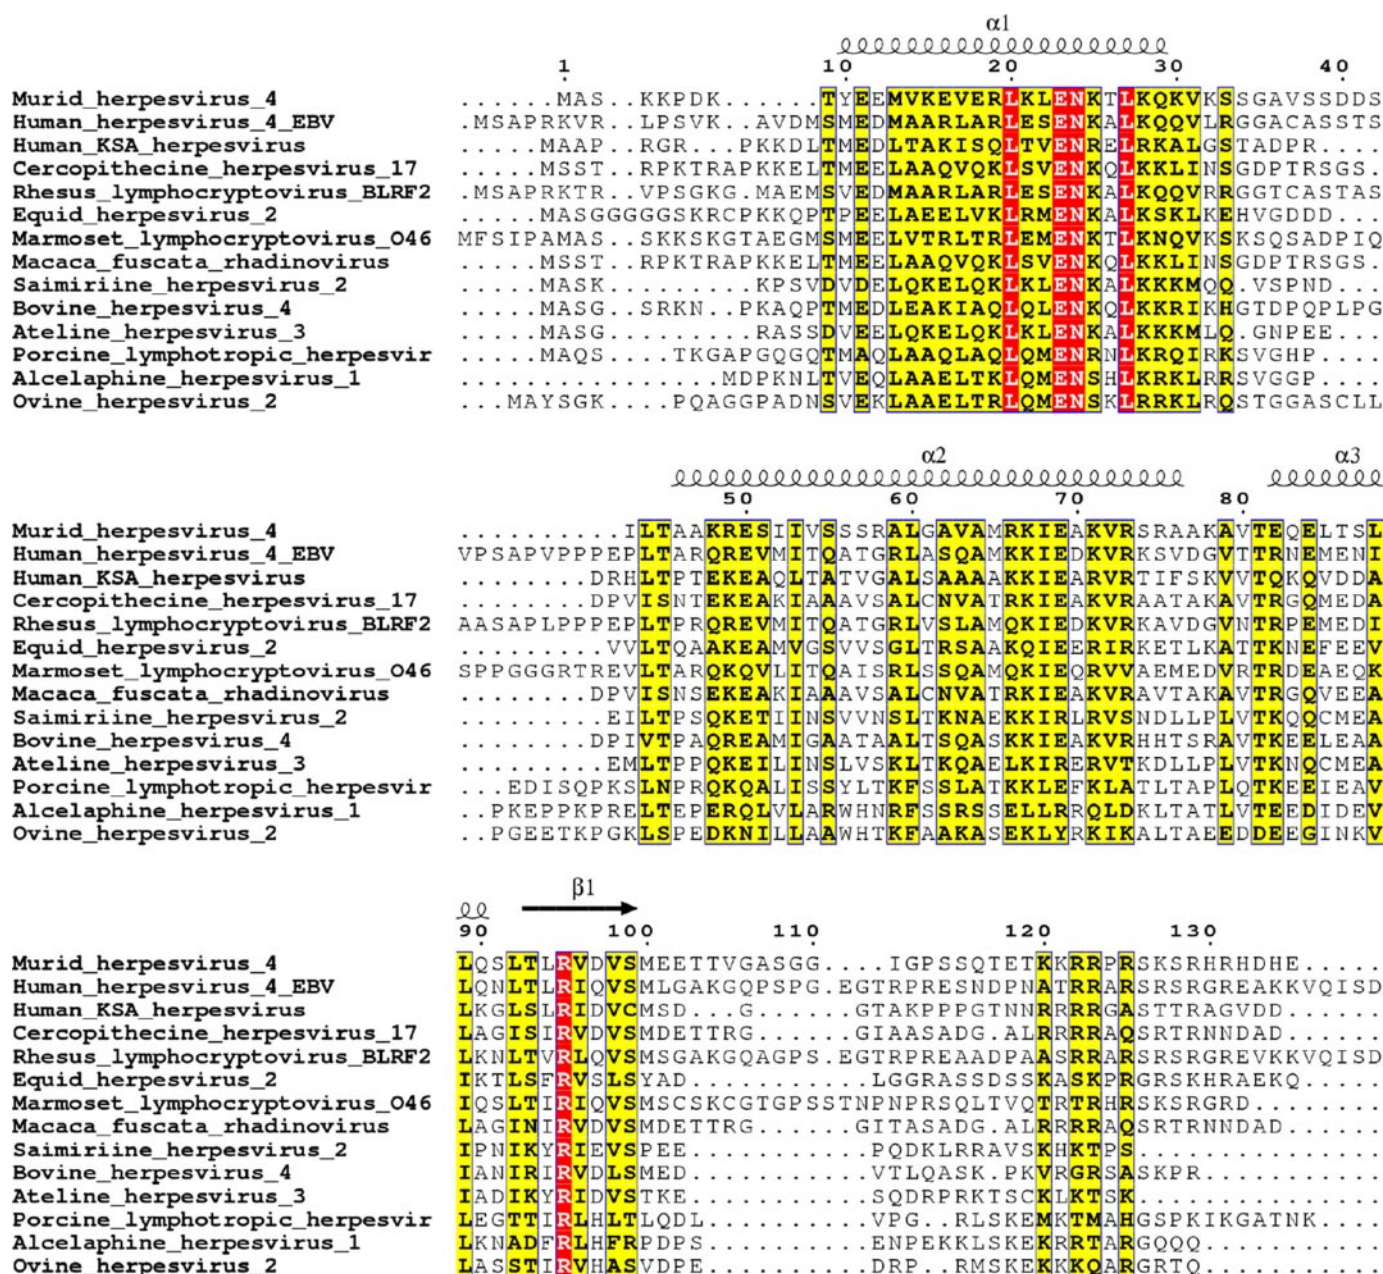 α1
1 10 20 30 40
Murid_herpesvirus_4 ......MAS..KKPDK......TYEEMVKEVERLKLENKTLKQKVKSSGAVSSDDS
Human_herpesvirus_4_EBV .MSAPRKVR..LPSVK..AVDMSMEDMAARLARLESENKALKQQVLRGGACASSTS
Human_KSA_herpesvirus .....MAAP..RGR...PKKDLTMEDLTAKISQLTVENRELRKALGSTADPR....
Cercopithecine_herpesvirus_17 .....MSST..RPKTRAPKKELTMEELAAQVQKLSVENKQLKKLINSGDPTRSGS.
Rhesus_lymphocryptovirus_BLRF2 .MSAPRKTR..VPSGKG.MAEMSVEDMAARLARLESENKALKQQVRRGGTCASTAS
Equid_herpesvirus_2 .....MASGGGGGSKRCPKKQPTPEELAEELVKLRMENKALKSKLKEHVGDDD...
Marmoset_lymphocryptovirus_O46 MFSIPAMAS..SKKSKGTAEGMSMEELVTRLTRLEMENKTLKNQVKSKSQSADPIQ
Macaca_fuscata_rhadinovirus .....MSST..RPKTRAPKKELTMEELAAQVQKLSVENKQLKKLINSGDPTRSGS.
Saimiriine_herpesvirus_2 .....MASK.........KPSVDVDELQKELQKLKLENKALKKKMQQ.VSPND...
Bovine_herpesvirus_4 .....MASG...SRKN..PKAQPTMEDLEAKIAQLQLENKQLKKRIKHGTDPQPLPG
Ateline_herpesvirus_3 .....MASG.........RASSDVEELQKELQKLKLENKALKKKMLQ.GNPEE...
Porcine_lymphotropic_herpesvir .....MAQS....TKGAPGQGQTMAQLAAQLAQLQMENRNLKRQIRKSVGHP....
Alcelaphine_herpesvirus_1 ................MDPKNLTVEQLAAELTKLQMENSHLKRKLRRSVGGP....
Ovine_herpesvirus_2 ...MAYSGK....PQAGGPADNSVEKLAAELTRLQMENSKLRRKLRQSTGGASCLL
α2 α3
50 60 70 80
Murid_herpesvirus_4 ..........ILTAAKRESIIVSSSRALGAVAMRKIEAKVRSRAAKAVTEQELTSL
Human_herpesvirus_4_EBV VPSAPVPPPEPLTARQREVMITQATGRLASQAMKKIEDKVRKSVDGVTTRNEMENI
Human_KSA_herpesvirus ........DRHLTPTEKEAQLTATVGALSAAAAKKIEARVRTIFSKVVTQKQVDDA
Cercopithecine_herpesvirus_17 ........DPVISNTEKEAKIAAAVSALCNVATRKIEAKVRAATAKAVTRGQMEDA
Rhesus_lymphocryptovirus_BLRF2 AASAPLPPPEPLTPRQREVMITQATGRLVSLAMQKIEDKVRKAVDGVNTRPEMEDI
Equid_herpesvirus_2 .........VVLTQAAKEAMVGSVVSGLTRSAAKQIEERIRKETLKATTKNEFEEV
Marmoset_lymphocryptovirus_O46 SPPGGGRTREVLTARQKQVLITQAISRLSSQAMQKIEQRVVAEMEDVRTRDEAEQK
Macaca_fuscata_rhadinovirus ........DPVISNSEKEAKIAAAVSALCNVATRKIEAKVRAVTAKAVTRGQVEEA
Saimiriine_herpesvirus_2 .........EILTPSQKETIINSVVNSLTKNAEKKIRLRVSNDLLPLVTKQQCMEA
Bovine_herpesvirus_4 ........DPIVTPAQREAMIGAATAALTSQASKKIEAKVRHHTSRAVTKEELEAA
Ateline_herpesvirus_3 .........EMLTPPQKEILINSLVSKLTKQAELKIRERVTKDLLPLVTKNQCMEA
Porcine_lymphotropic_herpesvir ...EDISQPKSLNPRQKQALISSYLTKFSSLATKKLEFKLATLTAPLQTKEEIEAV
Alcelaphine_herpesvirus_1 ..PKEPPKPRELTEPERQLVLARWHNRFSSRSSELLRRQLDKLTATLVTEEDIDEV
Ovine_herpesvirus_2 ..PGEETKPGKLSPEDKNILLAAWHTKFAAKASEKLYRKIKALTAEEDDEEGINKV
β1
90 100 110 120 130
Murid_herpesvirus_4 LQSLTLRVDVSMEETTVGASGG....IGPSSQTETKKRRPRSKSRHRHDHE.....
Human_herpesvirus_4_EBV LQNLTLRIQVSMLGAKGQPSPG.EGTRPRESNDPNATRRARSRSRGREAKKVQISD
Human_KSA_herpesvirus LKGLSLRIDVCMSD...G......GTAKPPPGTNNRRRRGASTTRAGVDD......
Cercopithecine_herpesvirus_17 LAGISIRVDVSMDETTRG......GIAASADG.ALRRRRAQSRTRNNDAD......
Rhesus_lymphocryptovirus_BLRF2 LKNLTVRLQVSMSGAKGQAGPS.EGTRPREAADPAASRRARSRSRGREVKKVQISD
Equid_herpesvirus_2 IKTLSFRVSLSYAD..........LGGRASSDSSKASKPRGRSKHRAEKQ......
Marmoset_lymphocryptovirus_O46 IQSLTIRIQVSMSCSKCGTGPSSTNPNPRSQLTVQTRTRHRSKSRGRD........
Macaca_fuscata_rhadinovirus LAGINIRVDVSMDETTRG......GITASADG.ALRRRRAQSRTRNNDAD......
Saimiriine_herpesvirus_2 IPNIKYRIEVSPEE..........PQDKLRRAVSKHKTPS................
Bovine_herpesvirus_4 IANIRIRVDLSMED..........VTLQASK.PKVRGRSASKPR............
Ateline_herpesvirus_3 IADIKYRIDVSTKE..........SQDRPRKTSCKLKTSK................
Porcine_lymphotropic_herpesvir LEGTTIRLHLTLQDL.........VPG..RLSKEMKTMAHGSPKIKGATNK.....
Alcelaphine_herpesvirus_1 LKNADFRLHFRPDPS.........ENPEKKLSKEKRRTARGQQQ............
Ovine_herpesvirus_2 LASSTIRVHASVDPE.........DRP..RMSKEKKKQARGRTQ............